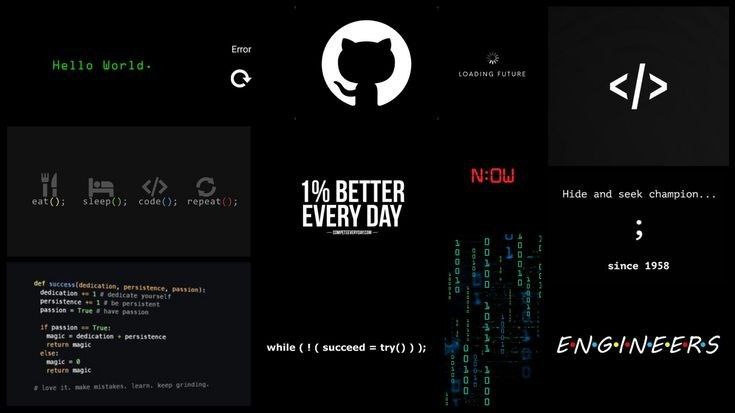 Hello World.
Error
LOADING FUTURE
</>
eat(); sleep(); code(); repeat();
1% BETTER
EVERY DAY
COMPETEEVERYDAY.COM
N:OW
Hide and seek champion...
;
since 1958
def success(dedication, persistence, passion):
dedication += 1 # dedicate yourself
persistence += 1 # be persistent
passion = True # have passion
if passion == True:
magic = dedication + persistence
return magic
else:
magic = 0
return magic
# love it. make mistakes. learn. keep grinding.
while ( ! ( succeed = try() ) );
E•N•G•I•N•E•E•R•S